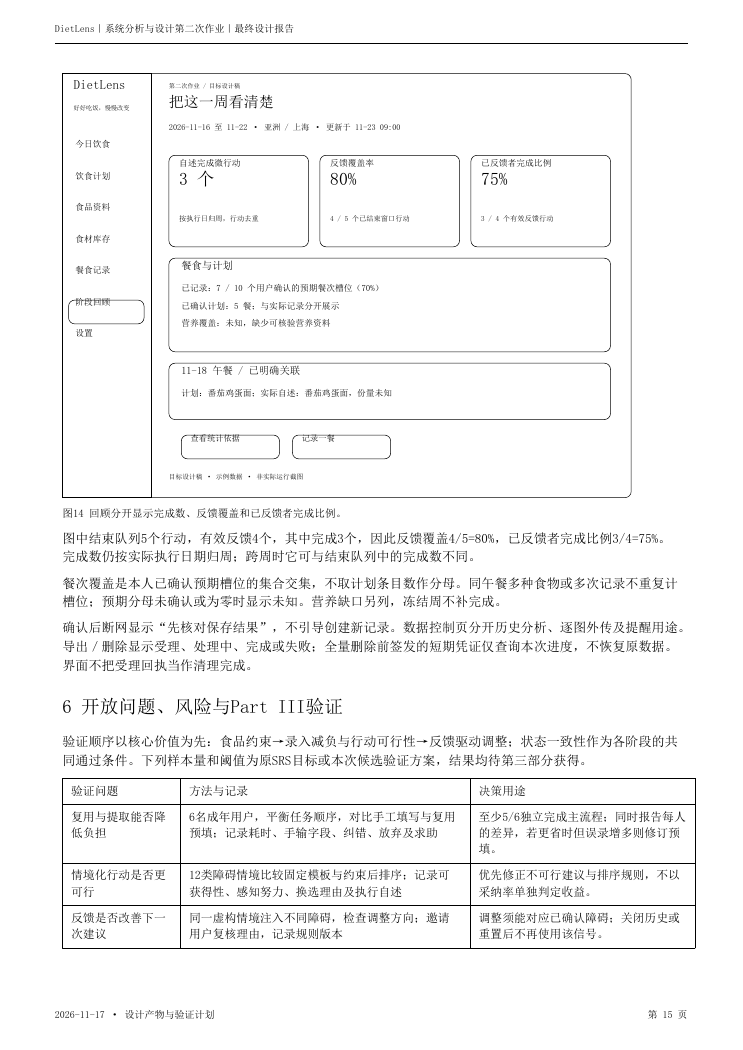 DietLens | 系统分析与设计第二次作业 | 最终设计报告
DietLens
好好吃饭，慢慢改变
今日饮食
饮食计划
食品资料
食材库存
餐食记录
阶段回顾
设置
第二次作业 / 目标设计稿
把这一周看清楚
2026-11-16 至 11-22 • 亚洲 / 上海 • 更新于 11-23 09:00
自述完成微行动
3 个
按执行日归周，行动去重
反馈覆盖率
80%
4 / 5 个已结束窗口行动
已反馈者完成比例
75%
3 / 4 个有效反馈行动
餐食与计划
已记录：7 / 10 个用户确认的预期餐次槽位（70%）
已确认计划：5 餐；与实际记录分开展示
营养覆盖：未知，缺少可核验营养资料
11-18 午餐 / 已明确关联
计划：番茄鸡蛋面；实际自述：番茄鸡蛋面，份量未知
查看统计依据
记录一餐
目标设计稿 • 示例数据 • 非实际运行截图
图14 回顾分开显示完成数、反馈覆盖和已反馈者完成比例。
图中结束队列5个行动，有效反馈4个，其中完成3个，因此反馈覆盖4/5=80%，已反馈者完成比例3/4=75%。
完成数仍按实际执行日期归周；跨周时它可与结束队列中的完成数不同。
餐次覆盖是本人已确认预期槽位的集合交集，不取计划条目数作分母。同午餐多种食物或多次记录不重复计
槽位；预期分母未确认或为零时显示未知。营养缺口另列，冻结周不补完成。
确认后断网显示“先核对保存结果”，不引导创建新记录。数据控制页分开历史分析、逐图外传及提醒用途。
导出／删除显示受理、处理中、完成或失败；全量删除前签发的短期凭证仅查询本次进度，不恢复原数据。
界面不把受理回执当作清理完成。
6 开放问题、风险与Part III验证
验证顺序以核心价值为先：食品约束→录入减负与行动可行性→反馈驱动调整；状态一致性作为各阶段的共
同通过条件。下列样本量和阈值为原SRS目标或本次候选验证方案，结果均待第三部分获得。
验证问题
方法与记录
决策用途
复用与提取能否降
低负担
6名成年用户，平衡任务顺序，对比手工填写与复用
预填；记录耗时、手输字段、纠错、放弃及求助
至少5/6独立完成主流程；同时报告每人
的差异，若更省时但误录增多则修订预
填。
情境化行动是否更
可行
12类障碍情境比较固定模板与约束后排序；记录可
获得性、感知努力、换选理由及执行自述
优先修正不可行建议与排序规则，不以
采纳率单独判定收益。
反馈是否改善下一
次建议
同一虚构情境注入不同障碍，检查调整方向；邀请
用户复核理由，记录规则版本
调整须能对应已确认障碍；关闭历史或
重置后不再使用该信号。
2026-11-17 • 设计产物与验证计划
第 15 页